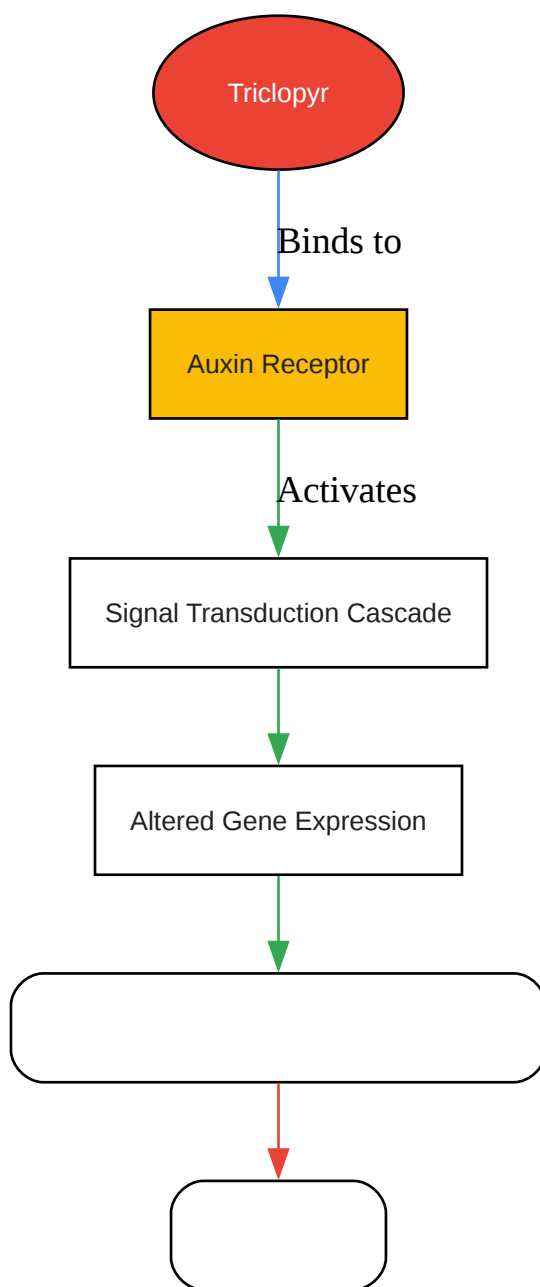 Triclopyr
Binds to
Auxin Receptor
Activates
Signal Transduction Cascade
Altered Gene Expression